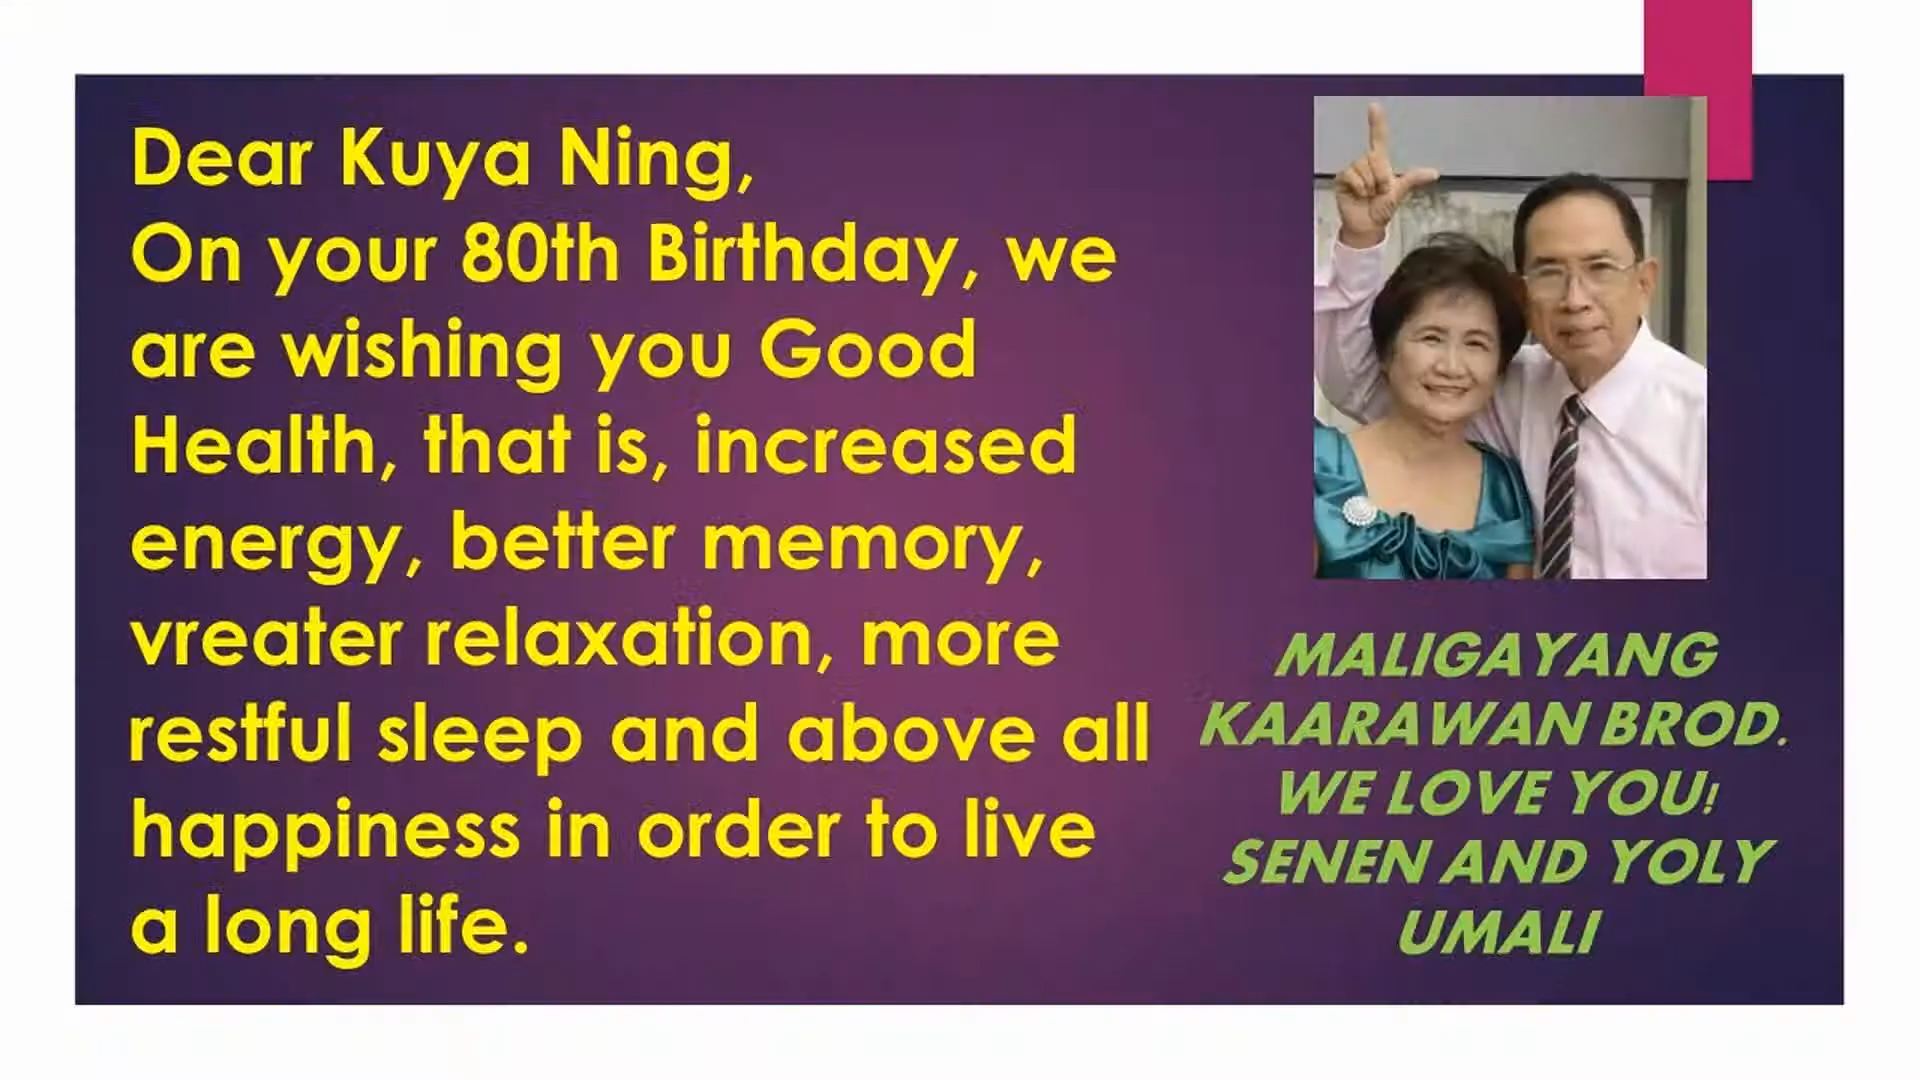 Dear Kuya Ning,
On your 80th Birthday, we
are wishing you Good
Health, that is, increased
energy, better memory,
vreater relaxation, more
restful sleep and above all
happiness in order to live
a long life.
MALIGAYANG
KAARAWAN BROD.
WE LOVE YOU!
SENEN AND YOLY
UMALI